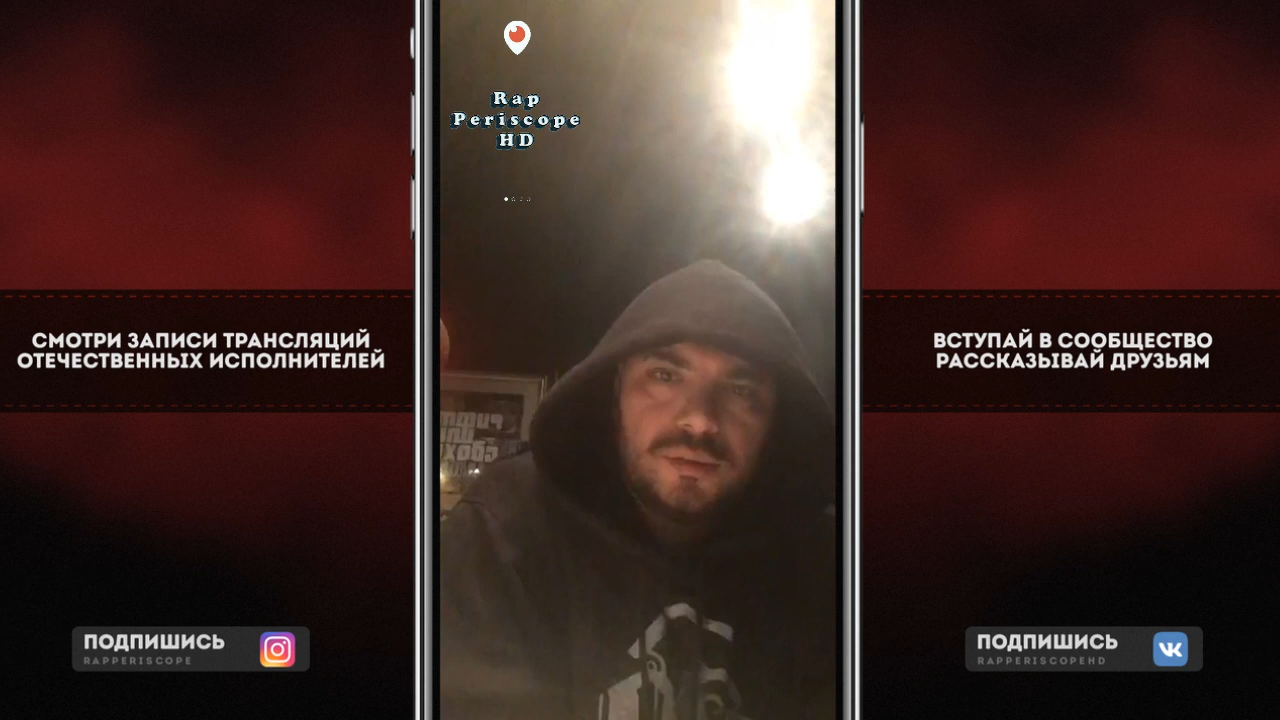 Rap
Periscope
HD
СМОТРИ ЗАПИСИ ТРАНСЛЯЦИЙ
ОТЕЧЕСТВЕННЫХ ИСПОЛНИТЕЛЕЙ
ВСТУПАЙ В СООБЩЕСТВО
РАССКАЗЫВАЙ ДРУЗЬЯМ
ПОДПИШИСЬ
RAPPERISCOPE
ПОДПИШИСЬ
RAPPERISCOPEHD